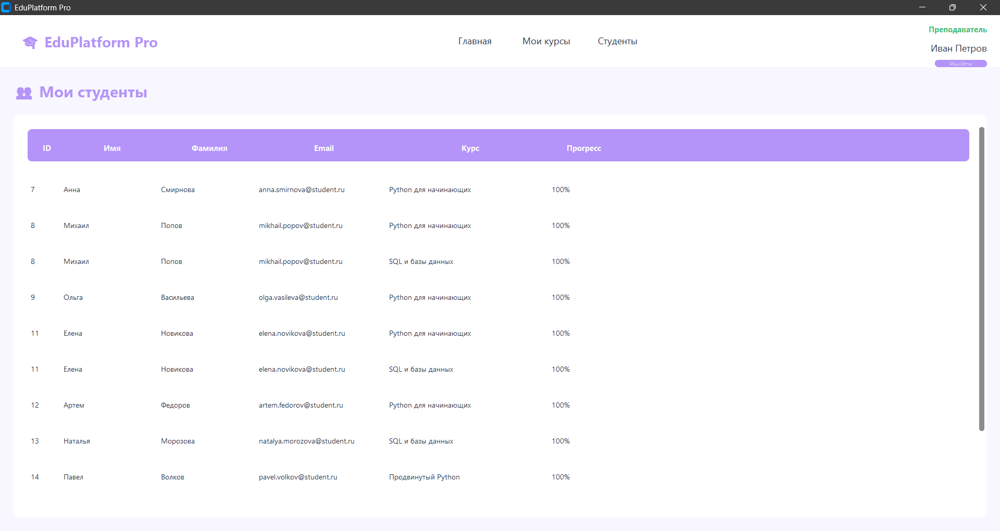 EduPlatform Pro
EduPlatform Pro
Главная Мои курсы Студенты
Преподаватель
Иван Петров
Выйти
Мои студенты
ID Имя Фамилия Email Курс Прогресс
7 Анна Смирнова anna.smirnova@student.ru Python для начинающих 100%
8 Михаил Попов mikhail.popov@student.ru Python для начинающих 100%
8 Михаил Попов mikhail.popov@student.ru SQL и базы данных 100%
9 Ольга Васильева olga.vasileva@student.ru Python для начинающих 100%
11 Елена Новикова elena.novikova@student.ru Python для начинающих 100%
11 Елена Новикова elena.novikova@student.ru SQL и базы данных 100%
12 Артем Федоров artem.fedorov@student.ru Python для начинающих 100%
13 Наталья Морозова natalya.morozova@student.ru SQL и базы данных 100%
14 Павел Волков pavel.volkov@student.ru Продвинутый Python 100%